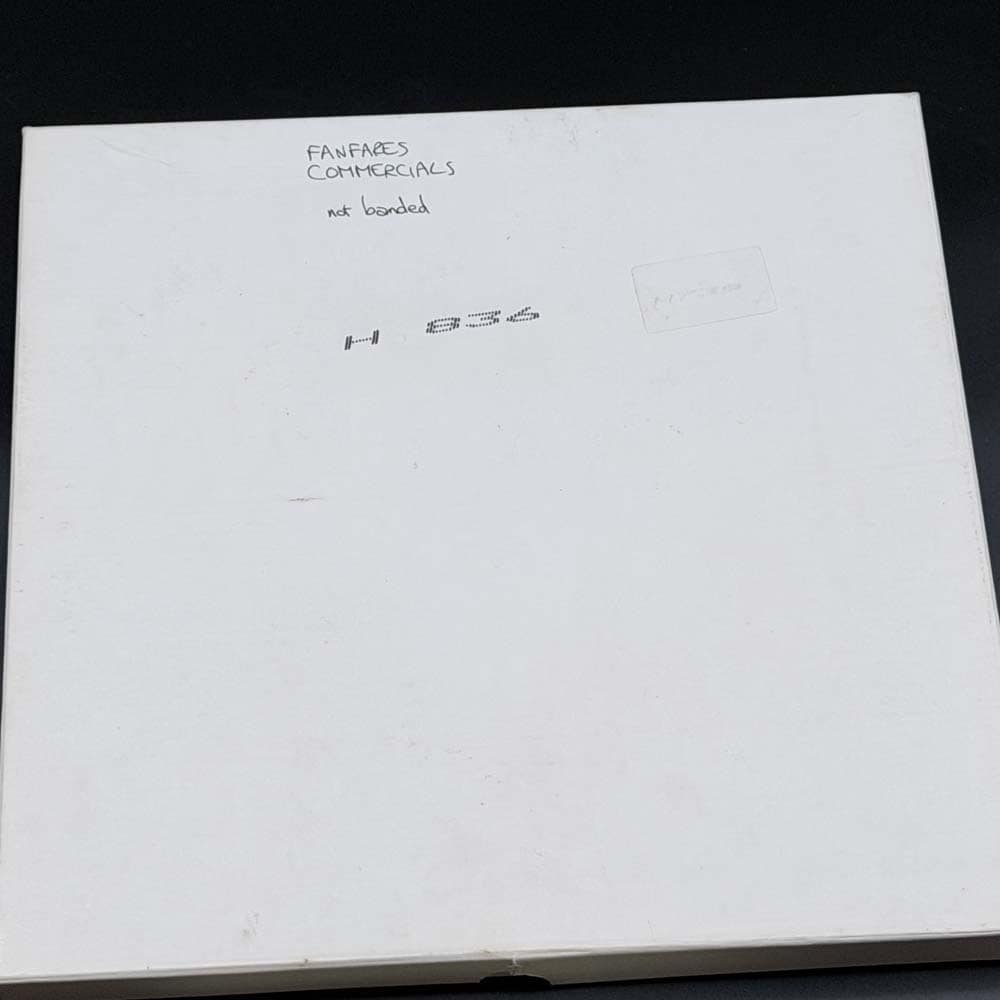 FANFARES
COMMERCIALS
not banded
H 836